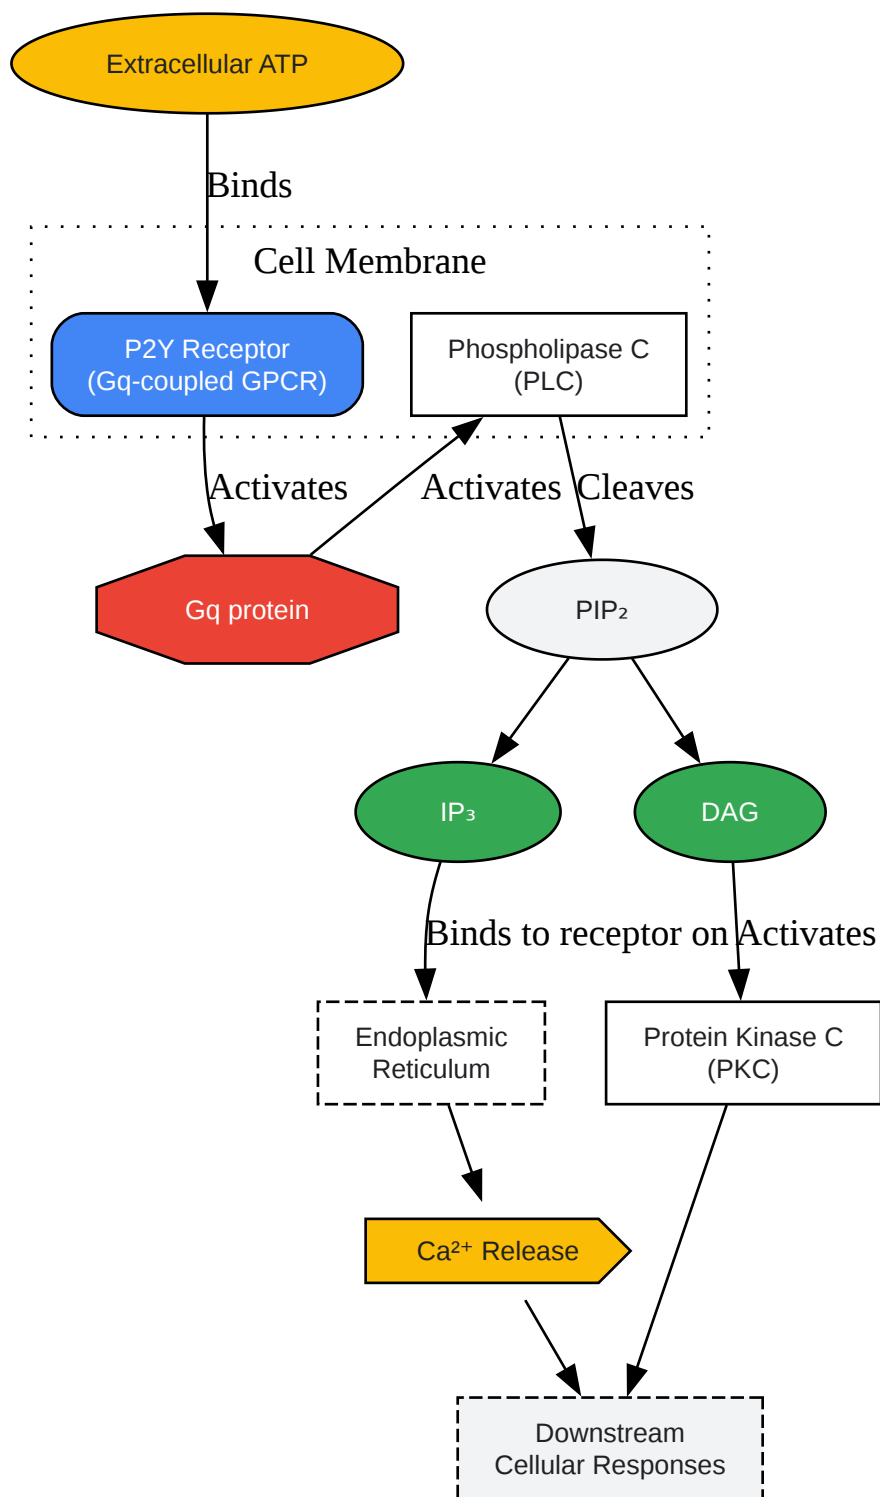 Extracellular ATP
Binds
Cell Membrane
P2Y Receptor
(Gq-coupled GPCR)
Phospholipase C
(PLC)
Activates
Activates
Cleaves
Gq protein
PIP₂
IP₃
DAG
Binds to receptor on
Activates
Endoplasmic
Reticulum
Protein Kinase C
(PKC)
Ca²⁺ Release
Downstream
Cellular Responses